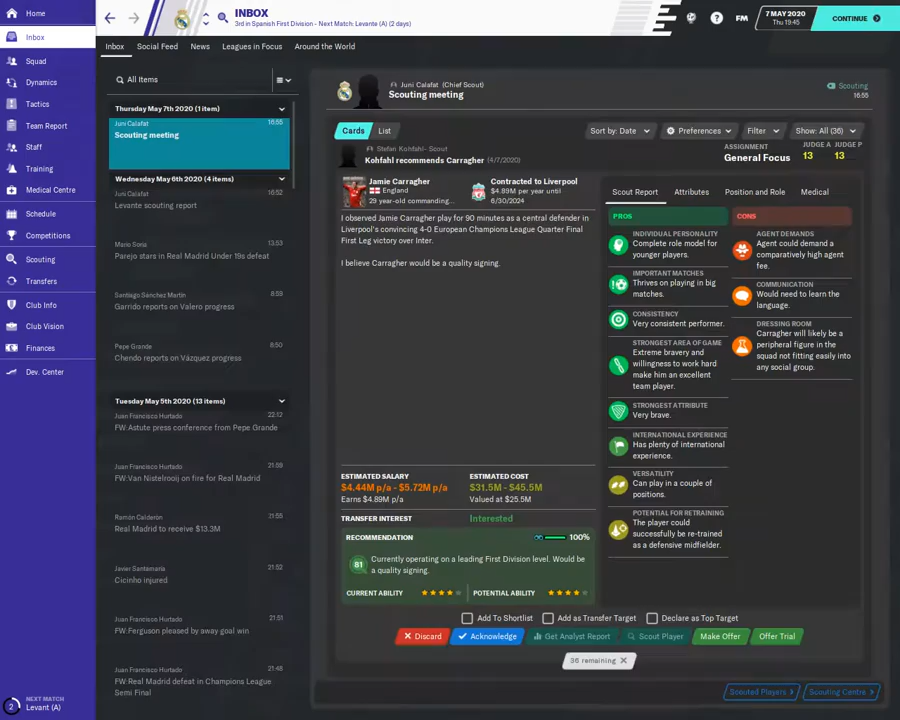 Home
Inbox
Squad
Dynamics
Tactics
Team Report
Staff
Training
Medical Centre
Schedule
Competitions
Scouting
Transfers
Club Info
Club Vision
Finances
Dev. Center
NEXT MATCH
2
Levant (A)
INBOX
3rd in Spanish First Division - Next Match: Levante (A) (2 days)
FM
7 MAY 2020
Thu 19:45
CONTINUE
Inbox
Social Feed
News
Leagues in Focus
Around the World
All Items
Thursday May 7th 2020 (1 item)
Juni Calafat
16:55
Scouting meeting
Wednesday May 6th 2020 (4 items)
Juni Calafat
16:52
Levante scouting report
Mario Soria
13:53
Parejo stars in Real Madrid Under 19s defeat
Santiago Sánchez Martín
8:59
Garrido reports on Valero progress
Pepe Grande
8:50
Chendo reports on Vázquez progress
Tuesday May 5th 2020 (13 items)
Juan Francisco Hurtado
22:12
FW:Astute press conference from Pepe Grande
Juan Francisco Hurtado
21:59
FW:Van Nistelrooij on fire for Real Madrid
Ramón Calderón
21:55
Real Madrid to receive $13.3M
Javier Santamaría
21:52
Cicinho injured
Juan Francisco Hurtado
21:51
FW:Ferguson pleased by away goal win
Juan Francisco Hurtado
21:48
FW:Real Madrid defeat in Champions League
Semi Final
Juni Calafat (Chief Scout)
Scouting meeting
Scouting
16:55
Cards
List
Sort by: Date
Preferences
Filter
Show: All (36)
Stefan Kohfahl- Scout
Kohfahl recommends Carragher (4/7/2020)
ASSIGNMENT
General Focus
JUDGE A
13
JUDGE P
13
Jamie Carragher
England
29 year old commanding...
Contracted to Liverpool
$4.89M per year until
6/30/2024
I observed Jamie Carragher play for 90 minutes as a central defender in
Liverpool's convincing 4-0 European Champions League Quarter Final
First Leg victory over Inter.
I believe Carragher would be a quality signing.
ESTIMATED SALARY
$4.44M p/a - $5.72M p/a
Earns $4.89M p/a
ESTIMATED COST
$31.5M - $45.5M
Valued at $25.5M
TRANSFER INTEREST
Interested
RECOMMENDATION
100%
81
Currently operating on a leading First Division level. Would be
a quality signing.
CURRENT ABILITY
POTENTIAL ABILITY
Scout Report
Attributes
Position and Role
Medical
PROS
INDIVIDUAL PERSONALITY
Complete role model for
younger players.
IMPORTANT MATCHES
Thrives on playing in big
matches.
CONSISTENCY
Very consistent performer.
STRONGEST AREA OF GAME
Extreme bravery and
willingness to work hard
make him an excellent
team player.
STRONGEST ATTRIBUTE
Very brave.
INTERNATIONAL EXPERIENCE
Has plenty of international
experience.
VERSATILITY
Can play in a couple of
positions.
POTENTIAL FOR RETRAINING
The player could
successfully be re-trained
as a defensive midfielder.
CONS
AGENT DEMANDS
Agent could demand a
comparatively high agent
fee.
COMMUNICATION
Would need to learn the
language.
DRESSING ROOM
Carragher will likely be a
peripheral figure in the
squad not fitting easily into
any social group.
Add To Shortlist
Add as Transfer Target
Declare as Top Target
Discard
Acknowledge
Get Analyst Report
Scout Player
Make Offer
Offer Trial
36 remaining
Scouted Players >
Scouting Centre >